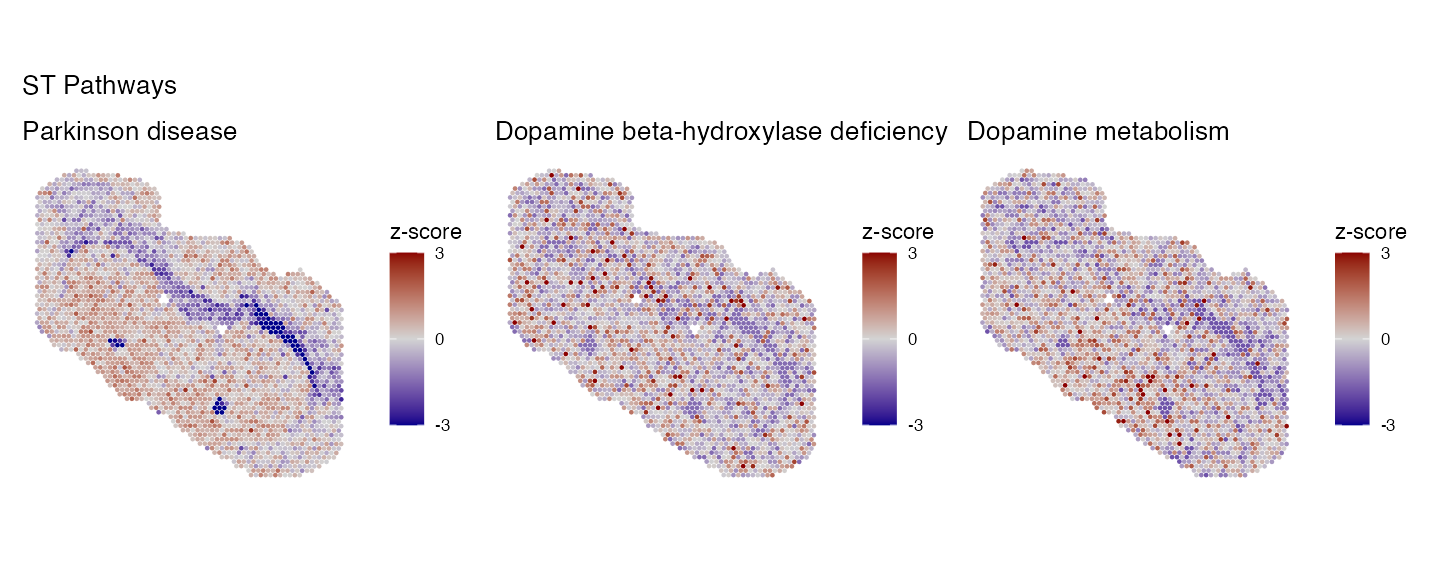 ST Pathways
Parkinson disease
z-score
3
0
-3
Dopamine beta-hydroxylase deficiency
z-score
3
0
-3
Dopamine metabolism
z-score
3
0
-3